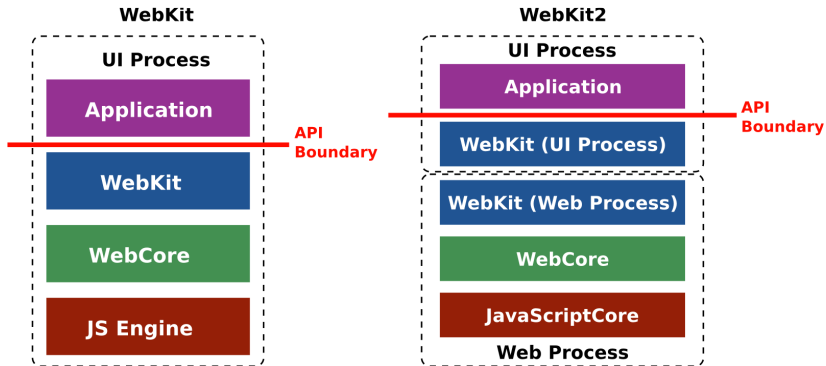 WebKit
UI Process
Application
API
Boundary
WebKit
WebCore
JS Engine
WebKit2
UI Process
Application
API
Boundary
WebKit (UI Process)
WebKit (Web Process)
WebCore
JavaScriptCore
Web Process